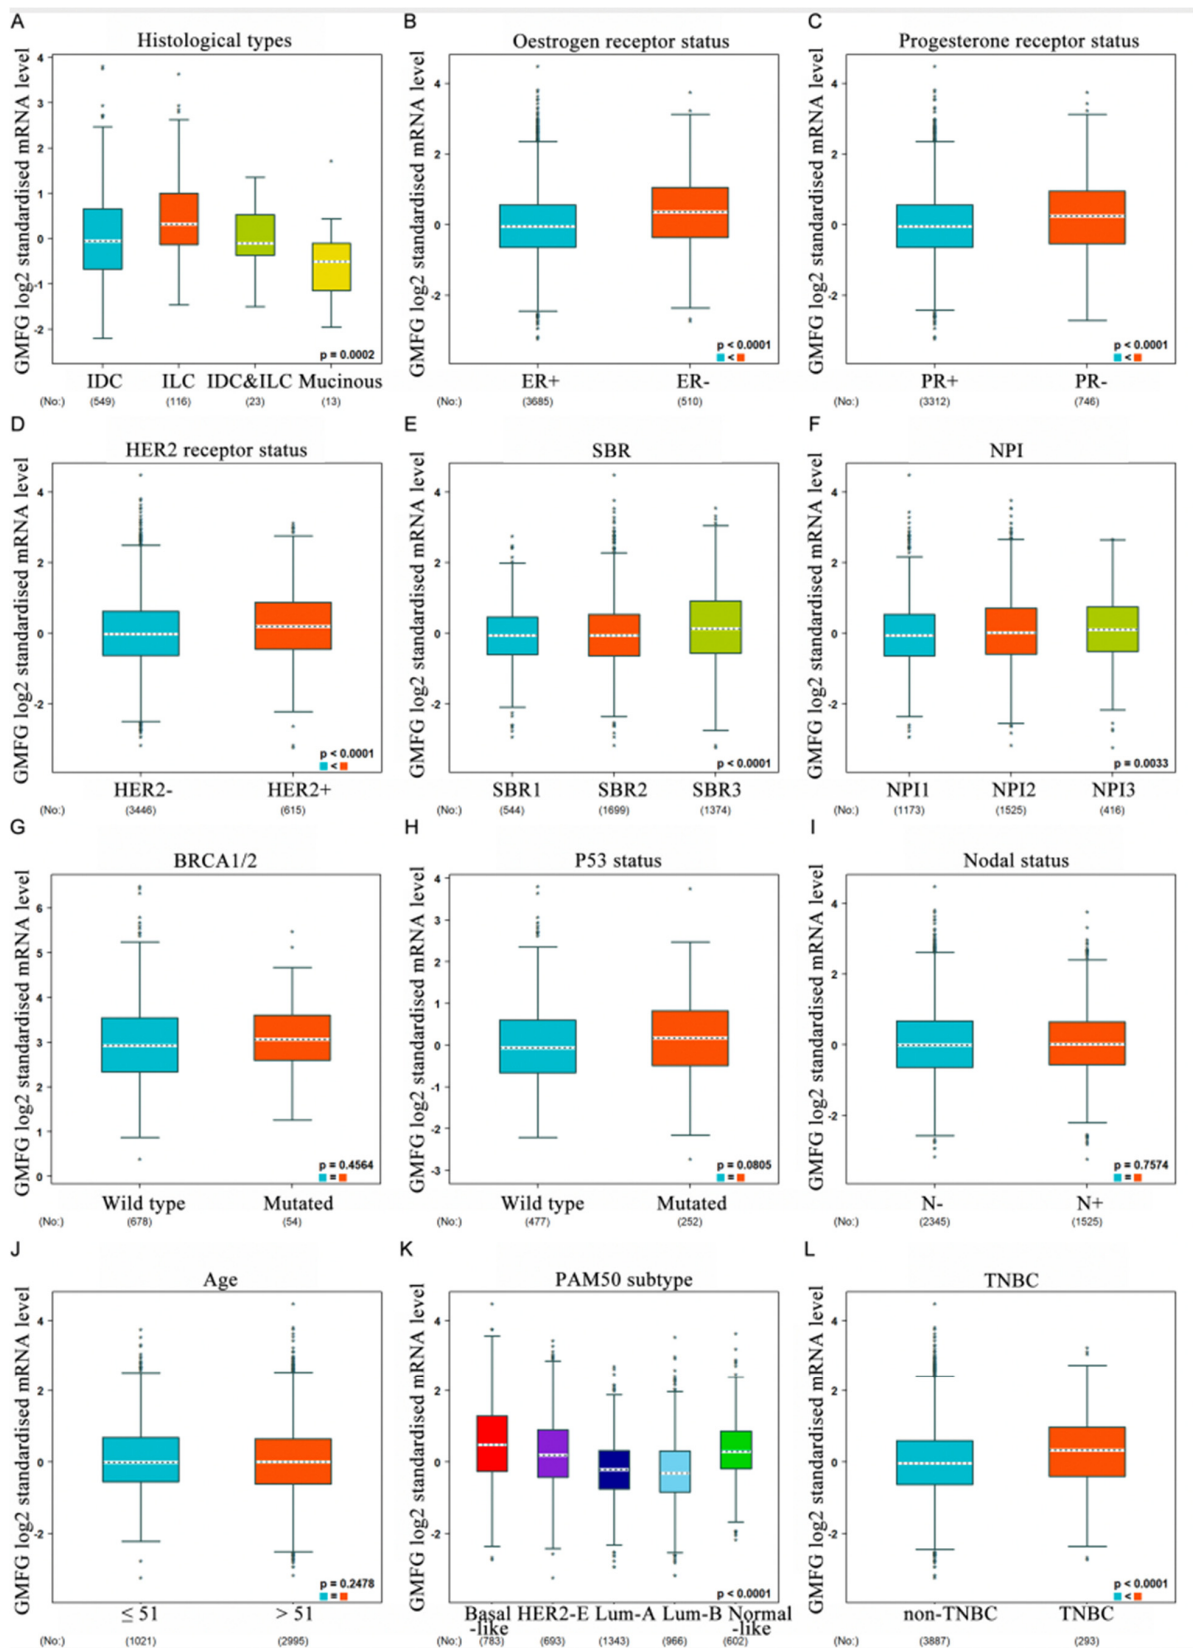 A
Histological types
GMFG log2 standardised mRNA level
4
3
2
1
0
-1
-2
p = 0.0002
IDC ILC IDC&ILC Mucinous
(No:) (549) (116) (23) (13)
B
Oestrogen receptor status
GMFG log2 standardised mRNA level
4
2
0
-2
p < 0.0001
<
ER+ ER-
(No:) (3685) (510)
C
Progesterone receptor status
GMFG log2 standardised mRNA level
4
2
0
-2
p < 0.0001
<
PR+ PR-
(No:) (3312) (746)
D
HER2 receptor status
GMFG log2 standardised mRNA level
4
2
0
-2
p < 0.0001
<
HER2- HER2+
(No:) (3446) (615)
E
SBR
GMFG log2 standardised mRNA level
4
2
0
-2
p < 0.0001
SBR1 SBR2 SBR3
(No:) (544) (1699) (1374)
F
NPI
GMFG log2 standardised mRNA level
4
2
0
-2
p = 0.0033
NPI1 NPI2 NPI3
(No:) (1173) (1525) (416)
G
BRCA1/2
GMFG log2 standardised mRNA level
6
5
4
3
2
1
0
p = 0.4564
=
Wild type Mutated
(No:) (678) (54)
H
P53 status
GMFG log2 standardised mRNA level
4
3
2
1
0
-1
-2
-3
p = 0.0805
=
Wild type Mutated
(No:) (477) (252)
I
Nodal status
GMFG log2 standardised mRNA level
4
2
0
-2
p = 0.7574
=
N- N+
(No:) (2345) (1525)
J
Age
GMFG log2 standardised mRNA level
4
2
0
-2
p = 0.2478
=
≤ 51 > 51
(No:) (1021) (2995)
K
PAM50 subtype
GMFG log2 standardised mRNA level
4
2
0
-2
p < 0.0001
Basal HER2-E Lum-A Lum-B Normal
-like -like
(No:) (783) (693) (1343) (966) (602)
L
TNBC
GMFG log2 standardised mRNA level
4
2
0
-2
p < 0.0001
<
non-TNBC TNBC
(No:) (3887) (293)